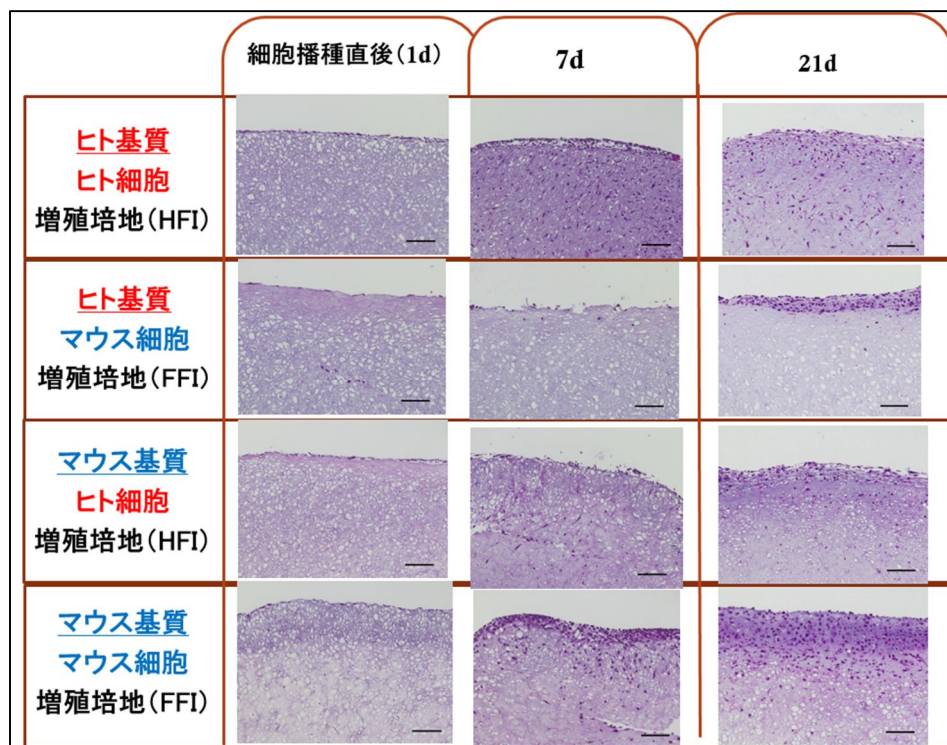 細胞播種直後(1d)
7d
21d
ヒト基質
ヒト細胞
増殖培地(HFI)
ヒト基質
マウス細胞
増殖培地(FFI)
マウス基質
ヒト細胞
増殖培地(HFI)
マウス基質
マウス細胞
増殖培地(FFI)